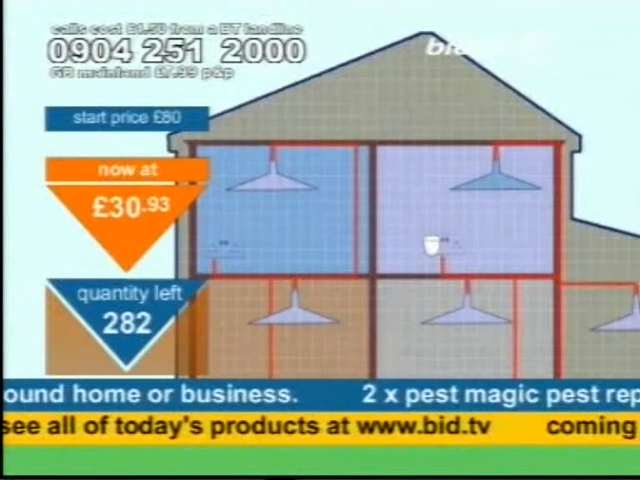 calls cost £1.50 from a BT landline
0904 251 2000
GB mainland £7.99 p&p
start price £80
now at
£30.93
quantity left
282
ound home or business. 2 x pest magic pest rep
see all of today's products at www.bid.tv coming